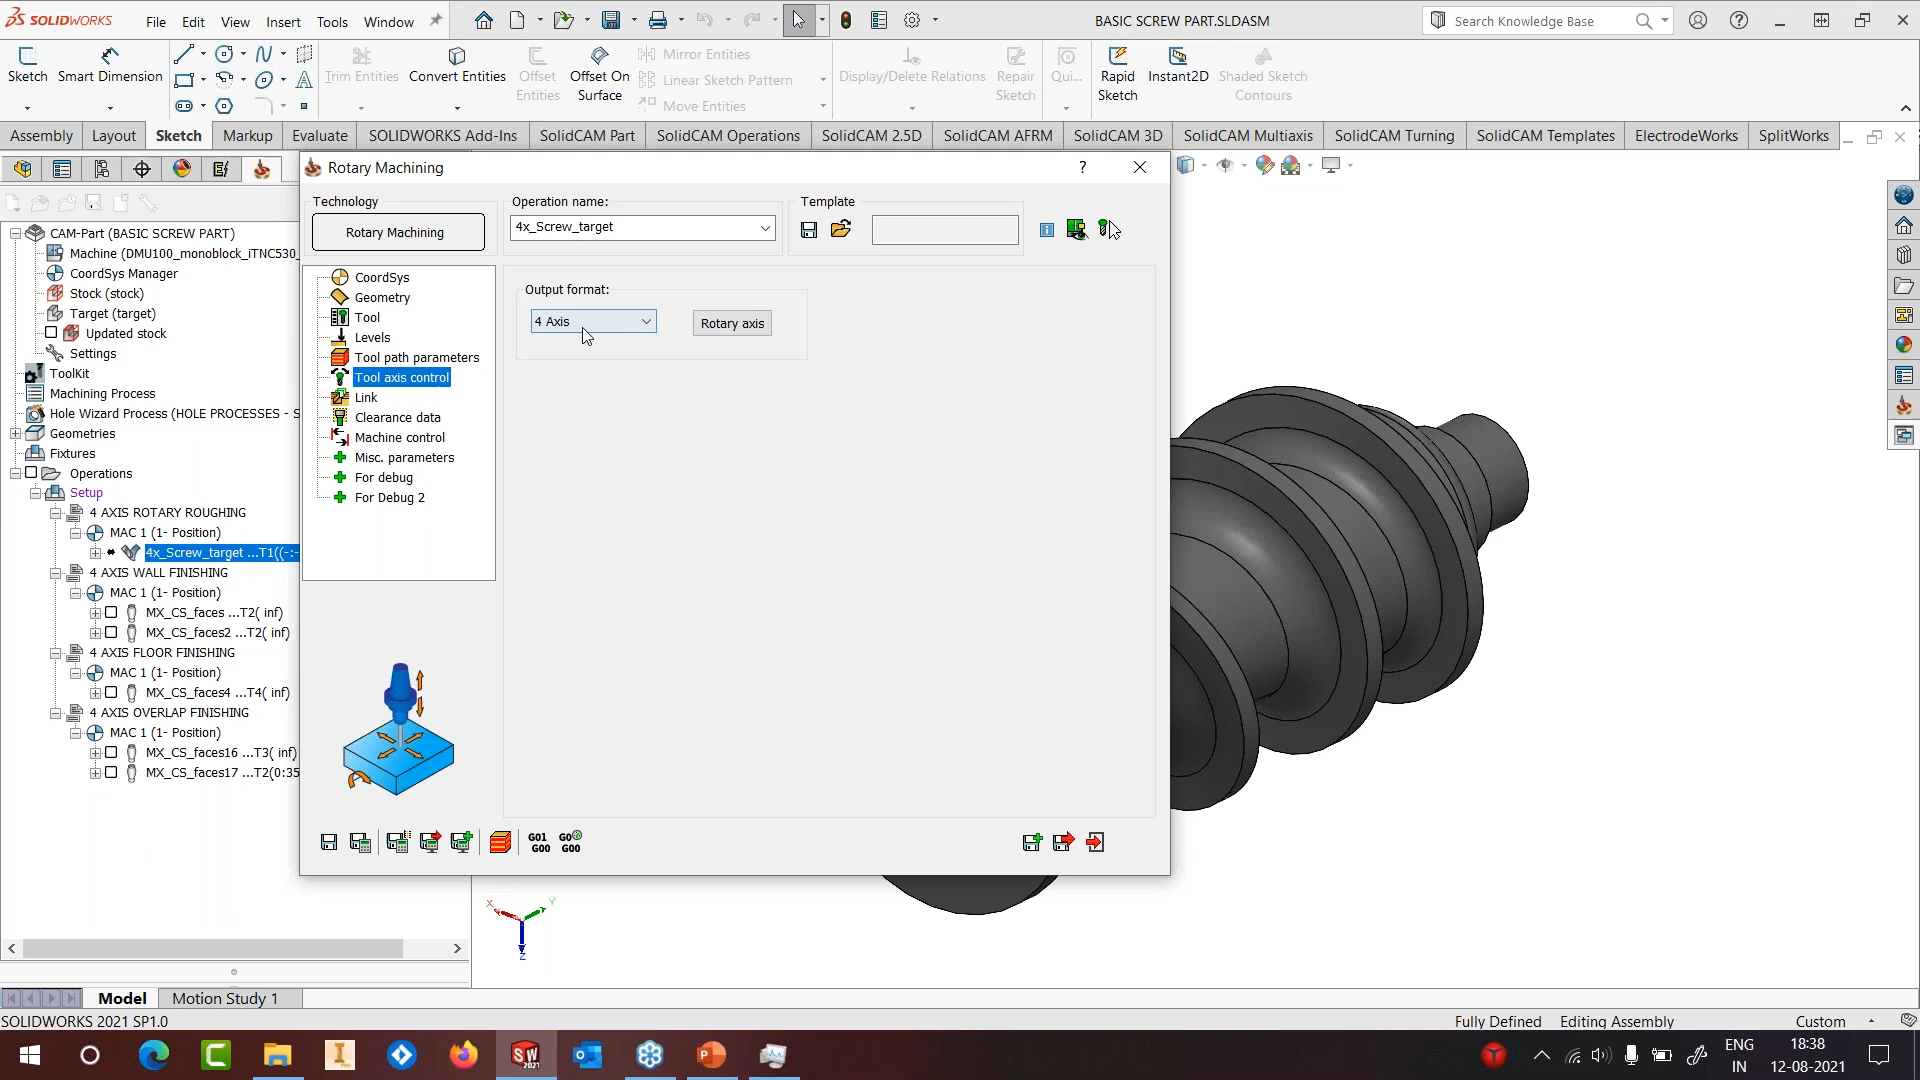 SOLIDWORKS
File Edit View Insert Tools Window
BASIC SCREW PART.SLDASM
Search Knowledge Base
Sketch
Smart Dimension
Trim Entities
Convert Entities
Offset Entities
Offset On Surface
Mirror Entities
Linear Sketch Pattern
Move Entities
Display/Delete Relations
Repair Sketch
Qui...
Rapid Sketch
Instant2D
Shaded Sketch Contours
Assembly Layout Sketch Markup Evaluate SOLIDWORKS Add-Ins SolidCAM Part SolidCAM Operations SolidCAM 2.5D SolidCAM AFRM SolidCAM 3D SolidCAM Multiaxis SolidCAM Turning SolidCAM Templates ElectrodeWorks SplitWorks
CAM-Part (BASIC SCREW PART)
Machine (DMU100_monoblock_iTNC530_
CoordSys Manager
Stock (stock)
Target (target)
Updated stock
Settings
ToolKit
Machining Process
Hole Wizard Process (HOLE PROCESSES - S
Geometries
Fixtures
Operations
Setup
4 AXIS ROTARY ROUGHING
MAC 1 (1- Position)
4x_Screw_target ...T1((-:-
4 AXIS WALL FINISHING
MAC 1 (1- Position)
MX_CS_faces ...T2( inf)
MX_CS_faces2 ...T2( inf)
4 AXIS FLOOR FINISHING
MAC 1 (1- Position)
MX_CS_faces4 ...T4( inf)
4 AXIS OVERLAP FINISHING
MAC 1 (1- Position)
MX_CS_faces16 ...T3( inf)
MX_CS_faces17 ...T2(0:35
Rotary Machining
?
Technology
Rotary Machining
Operation name:
4x_Screw_target
Template
CoordSys
Geometry
Tool
Levels
Tool path parameters
Tool axis control
Link
Clearance data
Machine control
Misc. parameters
For debug
For Debug 2
Output format:
4 Axis
Rotary axis
G01
G00
G0
G00
X
Y
Z
Model Motion Study 1
SOLIDWORKS 2021 SP1.0
Fully Defined Editing Assembly Custom
SW
2021
ENG
IN
18:38
12-08-2021